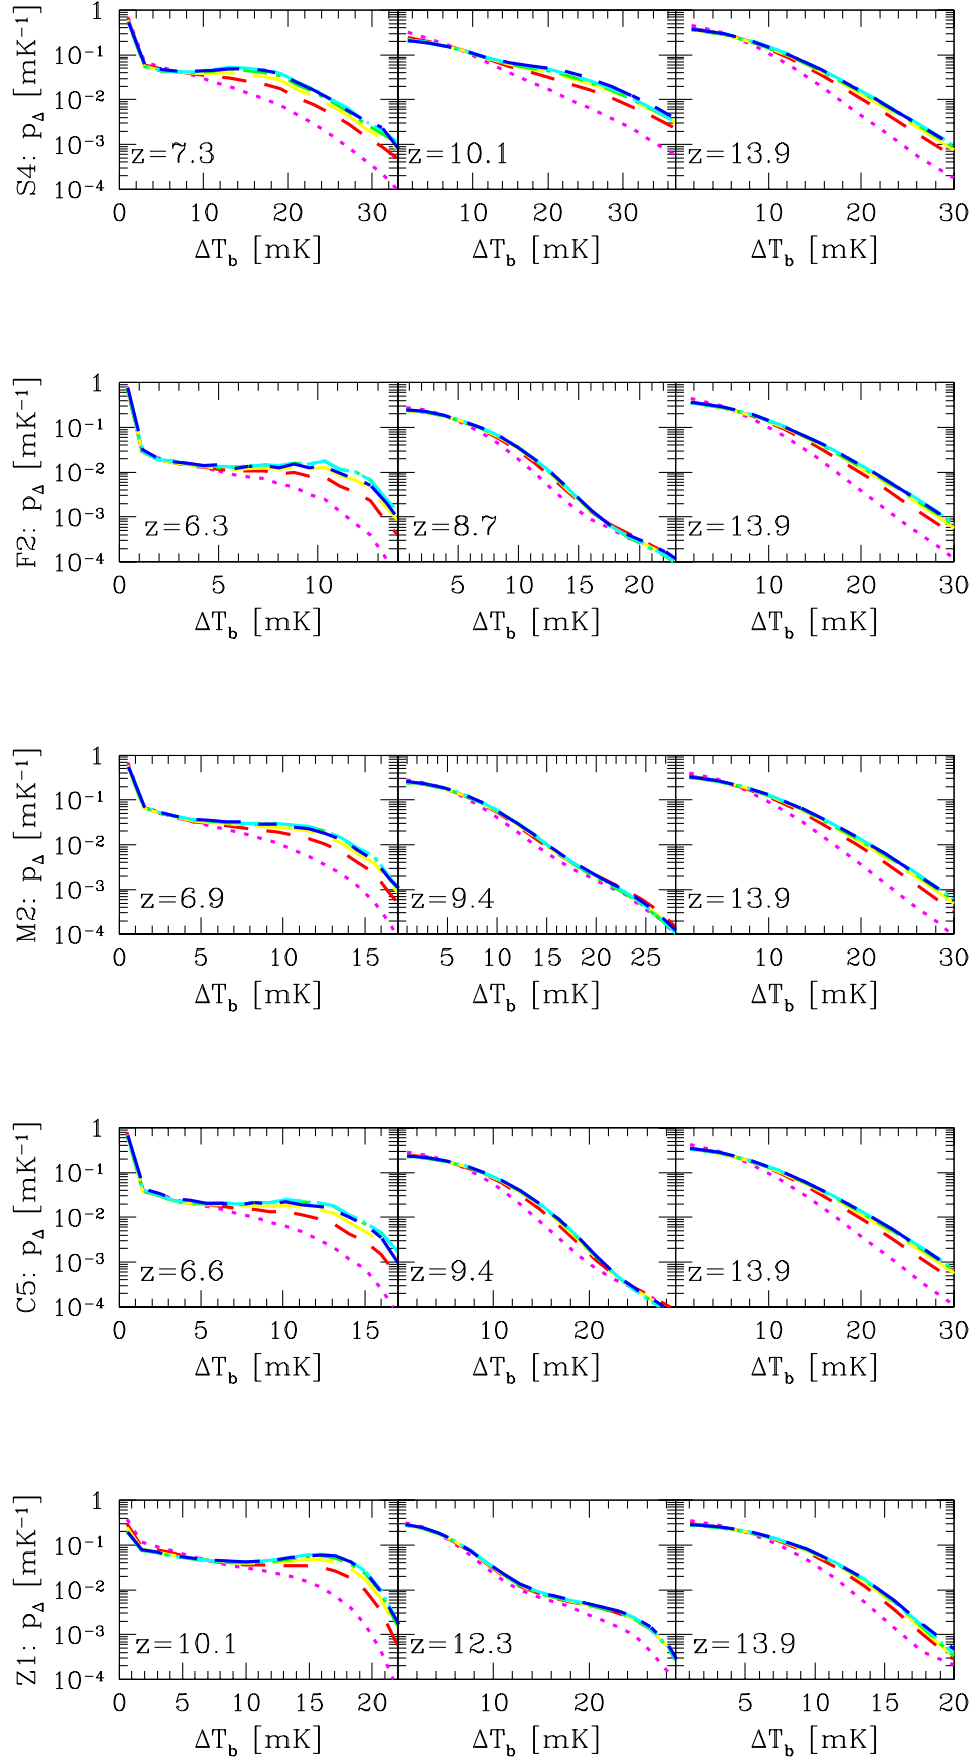 S4: p_Δ [mK⁻¹]
1
10⁻¹
10⁻²
10⁻³
10⁻⁴
z=7.3
z=10.1
z=13.9
0 10 20 30 10 20 30 10 20 30
ΔT_b [mK] ΔT_b [mK] ΔT_b [mK]
F2: p_Δ [mK⁻¹]
1
10⁻¹
10⁻²
10⁻³
10⁻⁴
z=6.3
z=8.7
z=13.9
0 10 5 10 15 20 10 20 30
ΔT_b [mK] ΔT_b [mK] ΔT_b [mK]
M2: p_Δ [mK⁻¹]
1
10⁻¹
10⁻²
10⁻³
10⁻⁴
z=6.9
z=9.4
z=13.9
0 5 10 15 5 10 15 20 25 10 20 30
ΔT_b [mK] ΔT_b [mK] ΔT_b [mK]
C5: p_Δ [mK⁻¹]
1
10⁻¹
10⁻²
10⁻³
10⁻⁴
z=6.6
z=9.4
z=13.9
0 5 10 15 10 20 10 20 30
ΔT_b [mK] ΔT_b [mK] ΔT_b [mK]
Z1: p_Δ [mK⁻¹]
1
10⁻¹
10⁻²
10⁻³
10⁻⁴
z=10.1
z=12.3
z=13.9
0 5 10 15 20 10 20 5 10 15 20
ΔT_b [mK] ΔT_b [mK] ΔT_b [mK]